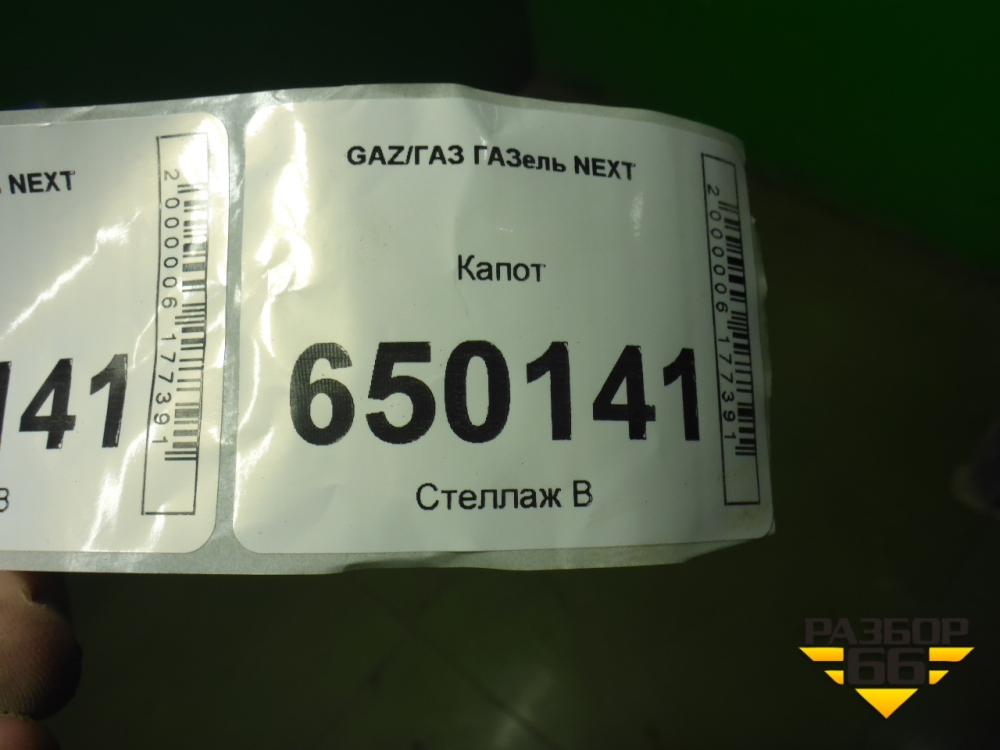 NEXT
141
2000006177391
GAZ/ГАЗ ГАЗель NEXT
Капот
650141
Стеллаж В
2000006177391
РАЗБОР
66